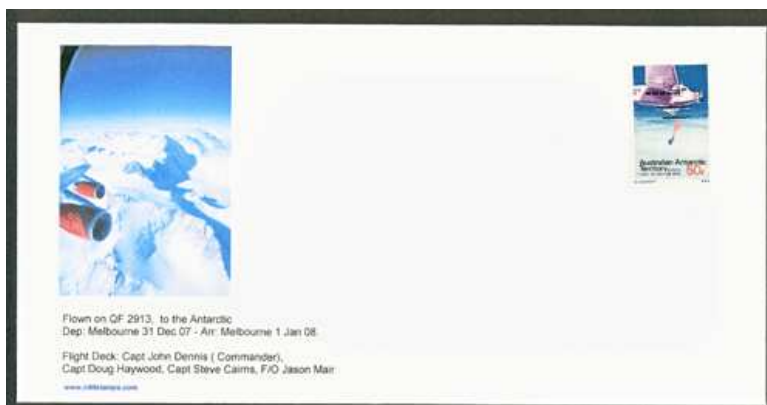 Australian Antarctic
Territory
50c
Flown on QF 2913, to the Antarctic
Dep: Melbourne 31 Dec 07 - Arr: Melbourne 1 Jan 08
Flight Deck: Capt John Dennis ( Commander),
Capt Doug Haywood, Capt Steve Cairns, F/O Jason Mair